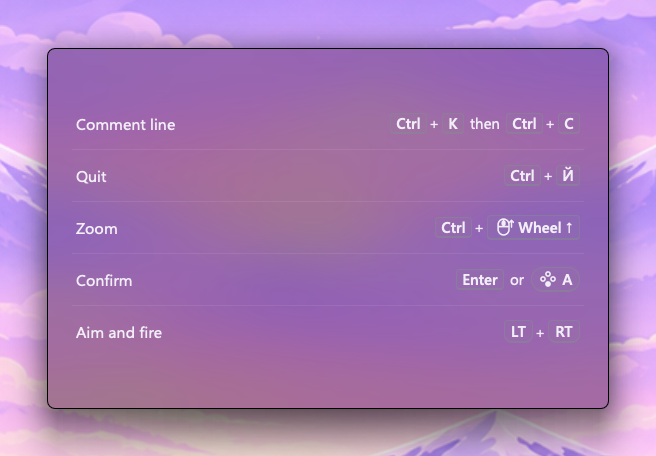 Comment line Ctrl + K then Ctrl + C
Quit Ctrl + Й
Zoom Ctrl + Wheel ↑
Confirm Enter or A
Aim and fire LT + RT